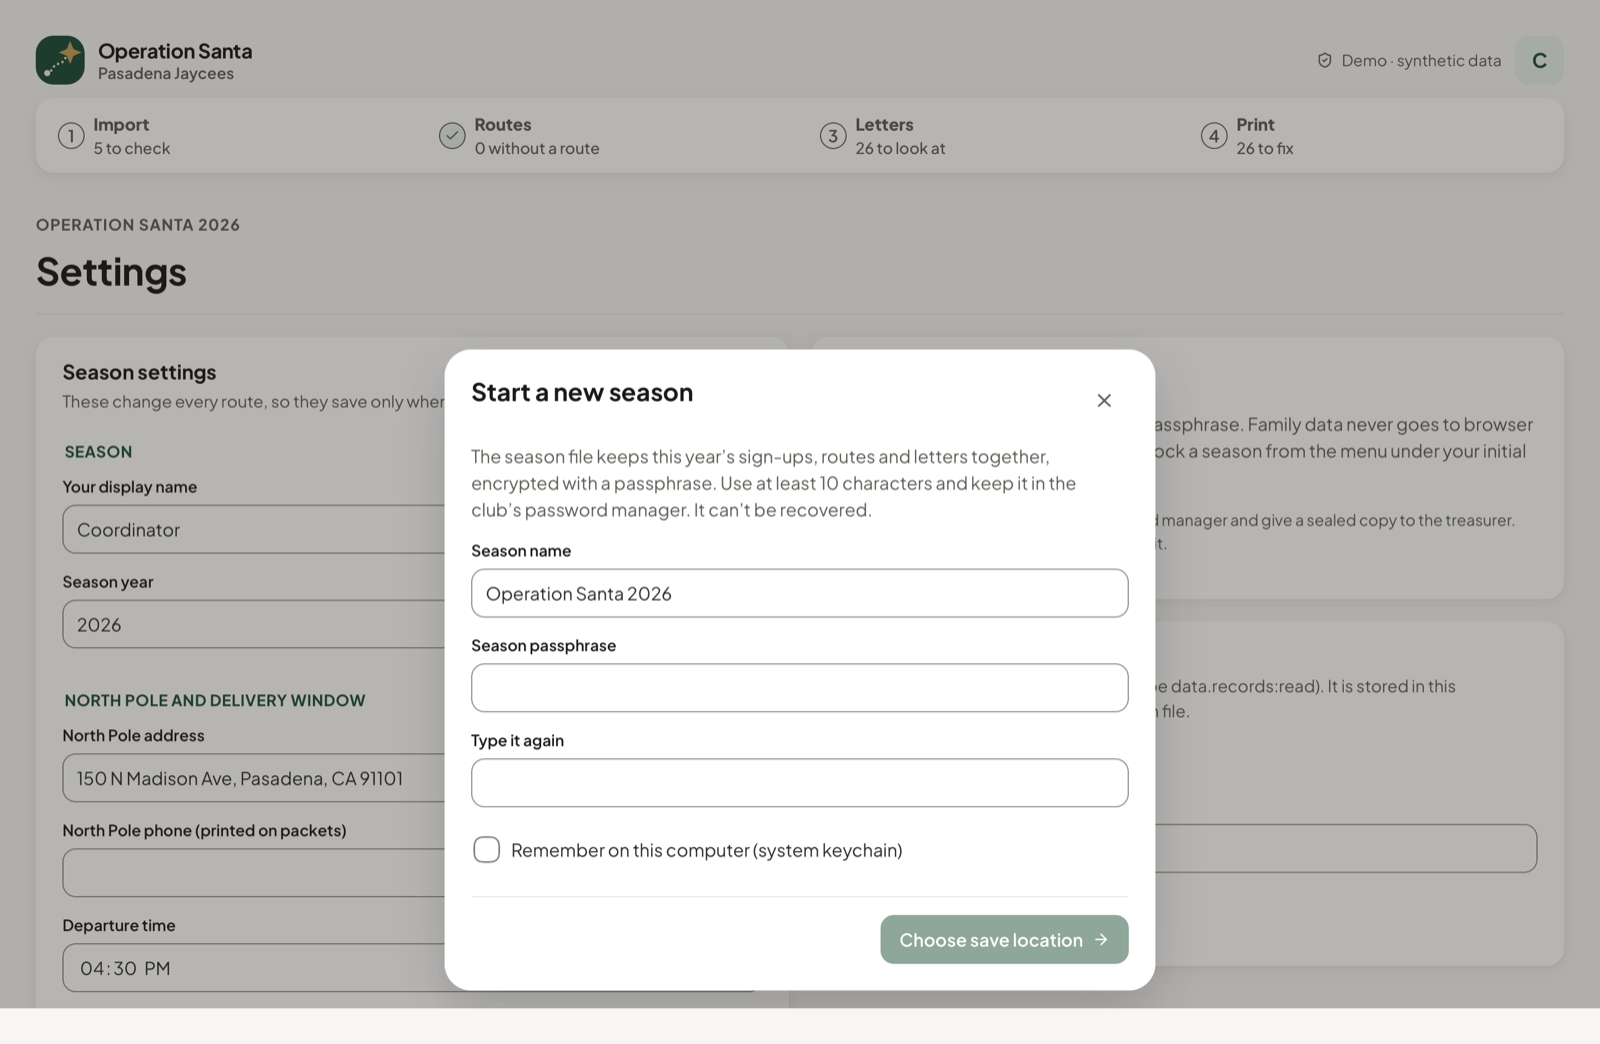 Operation Santa
Pasadena Jaycees
Demo · synthetic data
C
1
Import
5 to check
Routes
0 without a route
3
Letters
26 to look at
4
Print
26 to fix
OPERATION SANTA 2026
Settings
Season settings
These change every route, so they save only when
SEASON
Your display name
Coordinator
Season year
2026
NORTH POLE AND DELIVERY WINDOW
North Pole address
150 N Madison Ave, Pasadena, CA 91101
North Pole phone (printed on packets)
Departure time
04:30 PM
Start a new season
The season file keeps this year's sign-ups, routes and letters together,
encrypted with a passphrase. Use at least 10 characters and keep it in the
club's password manager. It can't be recovered.
Season name
Operation Santa 2026
Season passphrase
Type it again
Remember on this computer (system keychain)
Choose save location →
assphrase. Family data never goes to browser
ock a season from the menu under your initial
d manager and give a sealed copy to the treasurer.
it.
e data.records:read). It is stored in this
file.